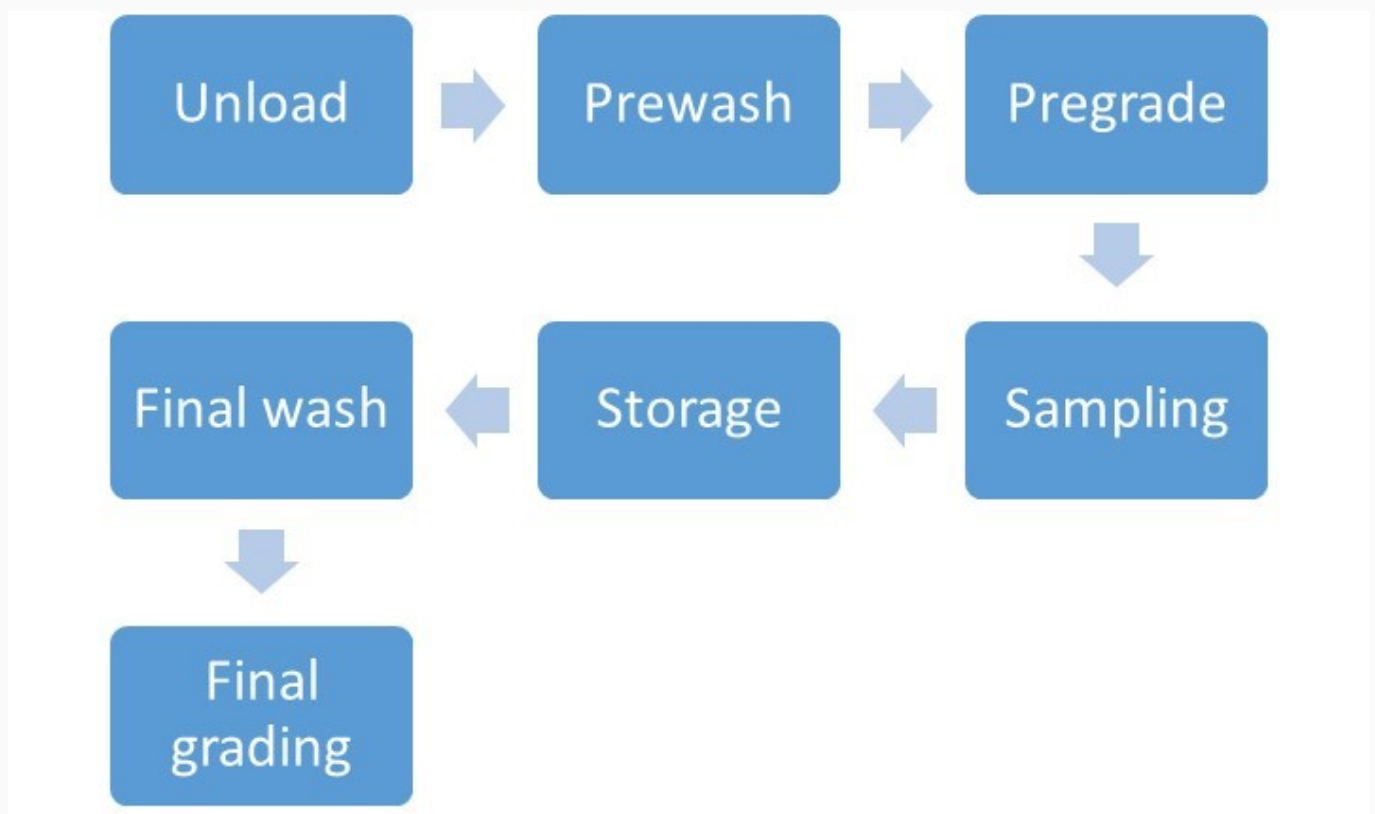 Unload
Prewash
Pregrade
Sampling
Storage
Final wash
Final
grading